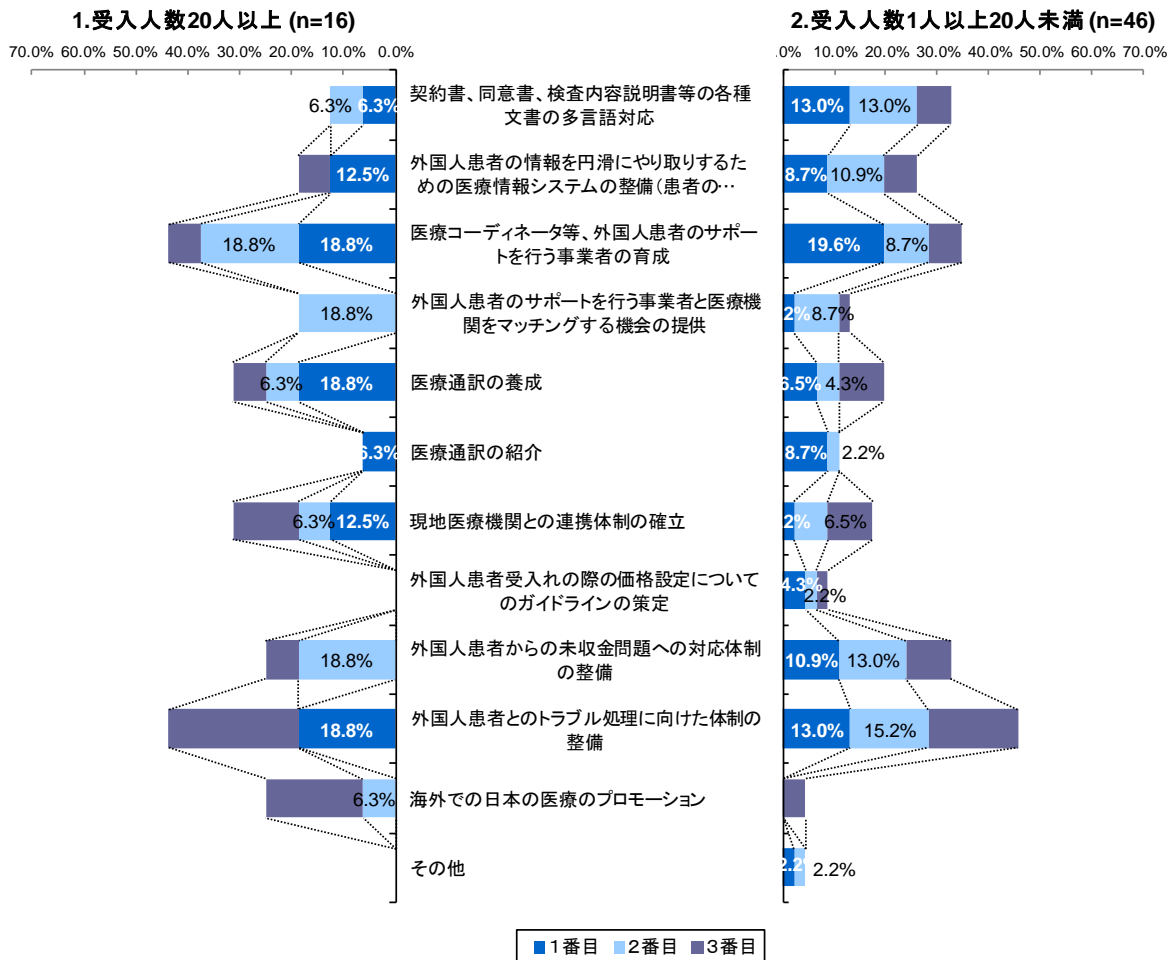 1.受入人数20人以上 (n=16)
2.受入人数1人以上20人未満 (n=46)
70.0% 60.0% 50.0% 40.0% 30.0% 20.0% 10.0% 0.0%
.0% 10.0% 20.0% 30.0% 40.0% 50.0% 60.0% 70.0%
6.3% 6.3%
契約書、同意書、検査内容説明書等の各種
文書の多言語対応
13.0% 13.0%
12.5%
外国人患者の情報を円滑にやり取りするた
めの医療情報システムの整備(患者の…
8.7% 10.9%
18.8% 18.8%
医療コーディネータ等、外国人患者のサポー
トを行う事業者の育成
19.6% 8.7%
18.8%
外国人患者のサポートを行う事業者と医療機
関をマッチングする機会の提供
2% 8.7%
6.3% 18.8%
医療通訳の養成
6.5% 4.3%
6.3%
医療通訳の紹介
8.7% 2.2%
6.3% 12.5%
現地医療機関との連携体制の確立
2% 6.5%
外国人患者受入れの際の価格設定について
のガイドラインの策定
4.3% 2.2%
18.8%
外国人患者からの未収金問題への対応体制
の整備
10.9% 13.0%
18.8%
外国人患者とのトラブル処理に向けた体制の
整備
13.0% 15.2%
6.3%
海外での日本の医療のプロモーション
その他
2.2% 2.2%
1番目 2番目 3番目